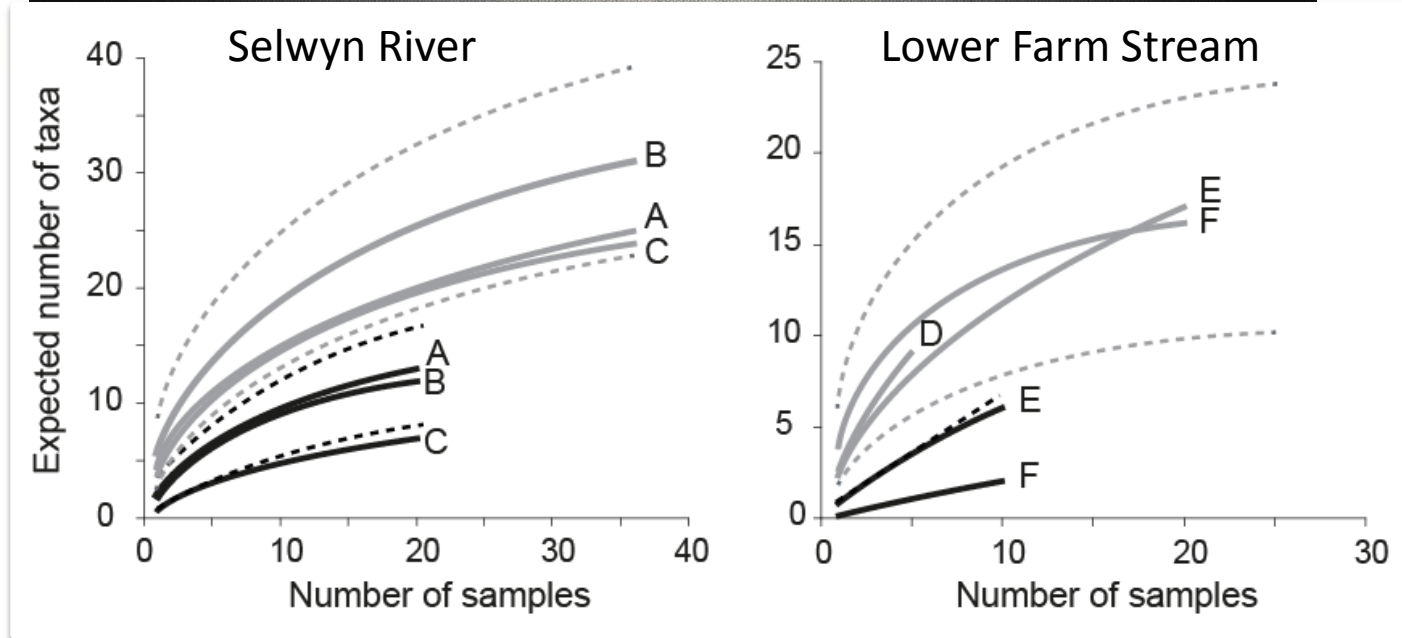 Selwyn River
Expected number of taxa
40
30
20
10
0
B
A
C
A
B
C
0 10 20 30 40
Number of samples
Lower Farm Stream
25
20
15
10
5
0
E
F
D
E
F
0 10 20 30
Number of samples